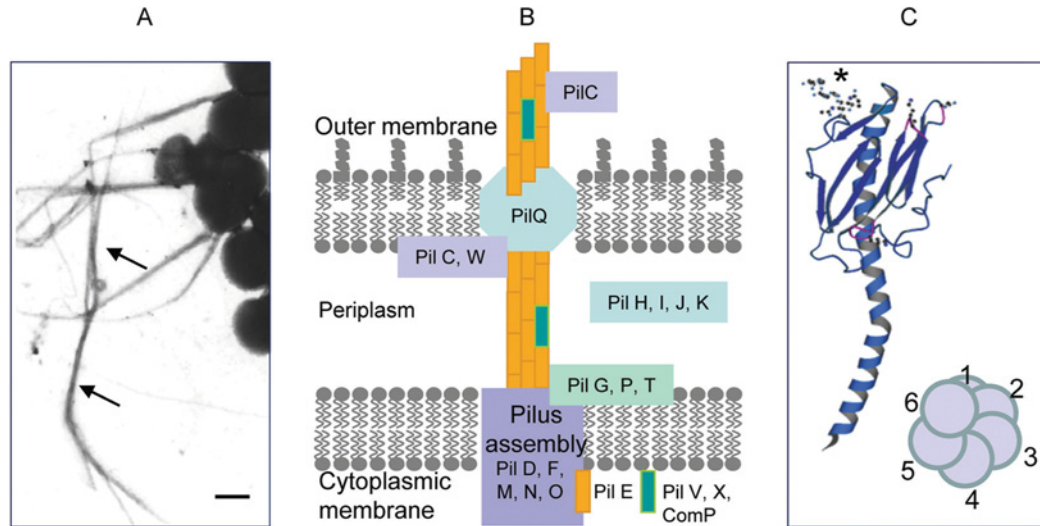 A
B
C
PilC
Outer membrane
PilQ
Pil C, W
Periplasm
Pil H, I, J, K
Pil G, P, T
Pilus
assembly
Pil D, F,
M, N, O
Cytoplasmic
membrane
Pil E
Pil V, X,
ComP
*
1
2
3
4
5
6